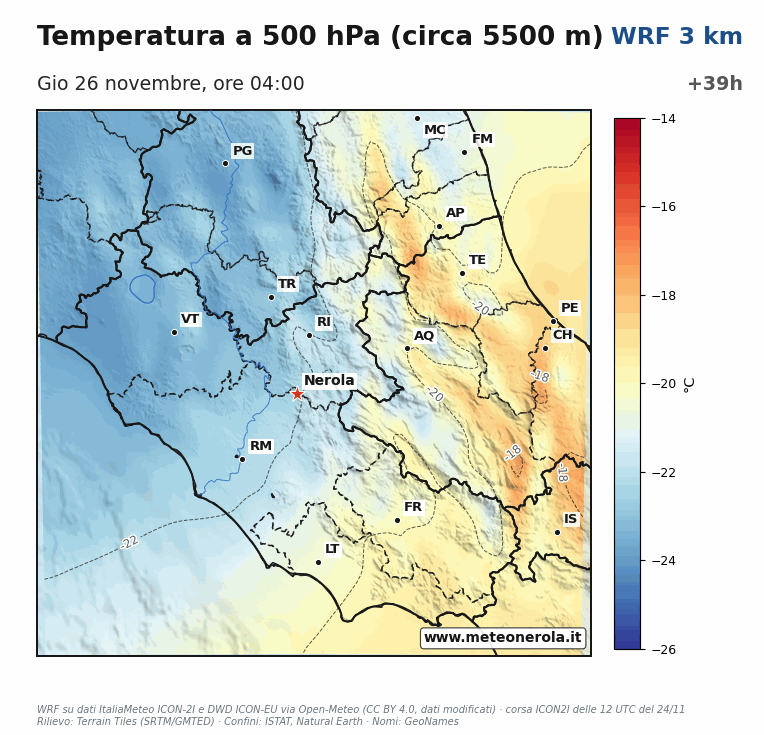 Temperatura a 500 hPa (circa 5500 m) WRF 3 km
Gio 26 novembre, ore 04:00 +39h
MC
FM
PG
AP
TE
TR
PE
VT
RI
AQ
CH
Nerola
RM
FR
IS
LT
-20
-18
-20
-18
-18
-22
−14
−16
−18
−20
−22
−24
−26
°C
www.meteonerola.it
WRF su dati ItaliaMeteo ICON-2I e DWD ICON-EU via Open-Meteo (CC BY 4.0, dati modificati) · corsa ICON2I delle 12 UTC del 24/11
Rilievo: Terrain Tiles (SRTM/GMTED) · Confini: ISTAT, Natural Earth · Nomi: GeoNames